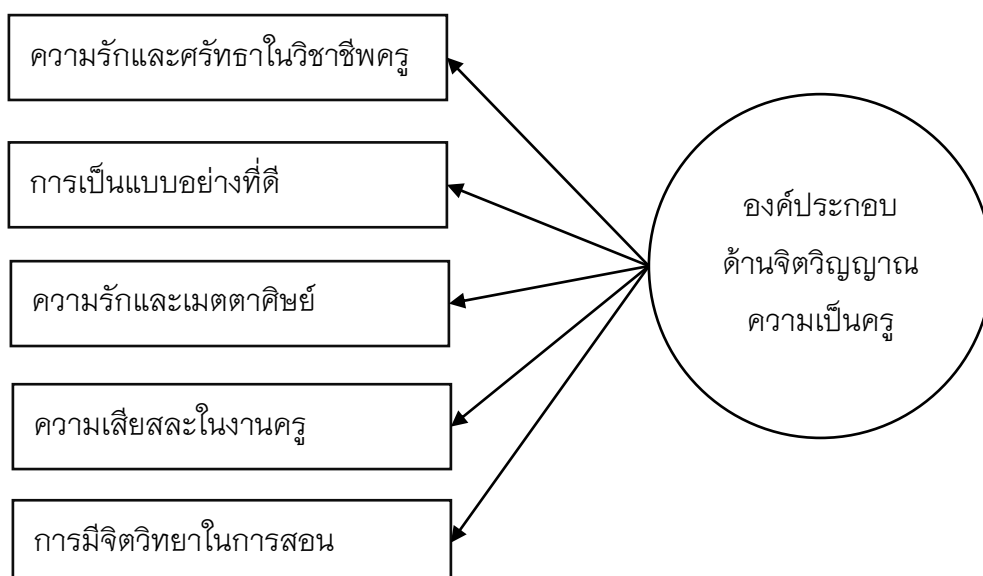 ความรักและศรัทธาในวิชาชีพครู
การเป็นแบบอย่างที่ดี
ความรักและเมตตาศิษย์
ความเสียสละในงานครู
การมีจิตวิทยาในการสอน
องค์ประกอบ
ด้านจิตวิญญาณ
ความเป็นครู